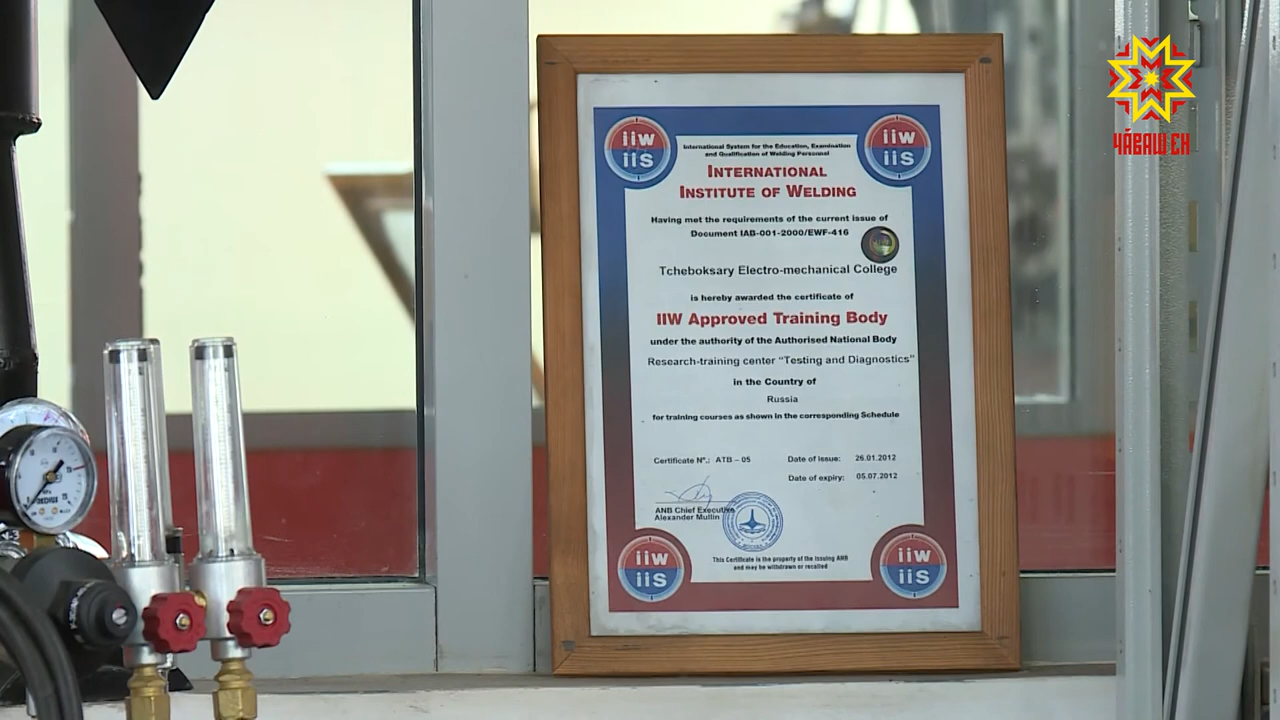 ЧӐВАШ ЕН
iiw
iis
iiw
iis
International System for the Education, Examination
and Qualification of Welding Personnel
INTERNATIONAL
INSTITUTE OF WELDING
Having met the requirements of the current issue of
Document IAB-001-2000/EWF-416
Tcheboksary Electro-mechanical College
is hereby awarded the certificate of
IIW Approved Training Body
under the authority of the Authorised National Body
Research-training center “Testing and Diagnostics”
in the Country of
Russia
for training courses as shown in the corresponding Schedule
Certificate Nº.: ATB – 05
Date of issue: 26.01.2012
Date of expiry: 05.07.2012
ANB Chief Executive
Alexander Mullin
This Certificate is the property of the issuing ANB
and may be withdrawn or recalled
iiw
iis
iiw
iis